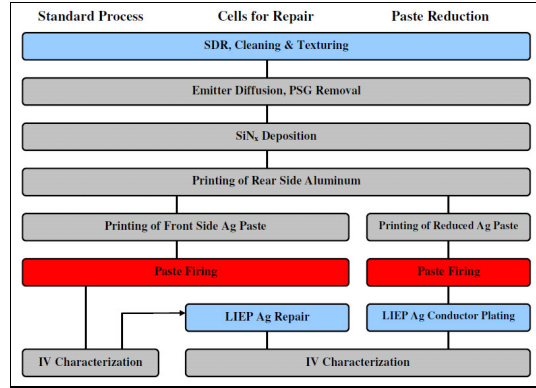 Standard Process Cells for Repair Paste Reduction
SDR, Cleaning & Texturing
Emitter Diffusion, PSG Removal
SiNx Deposition
Printing of Rear Side Aluminum
Printing of Front Side Ag Paste Printing of Reduced Ag Paste
Paste Firing Paste Firing
LIEP Ag Repair LIEP Ag Conductor Plating
IV Characterization IV Characterization